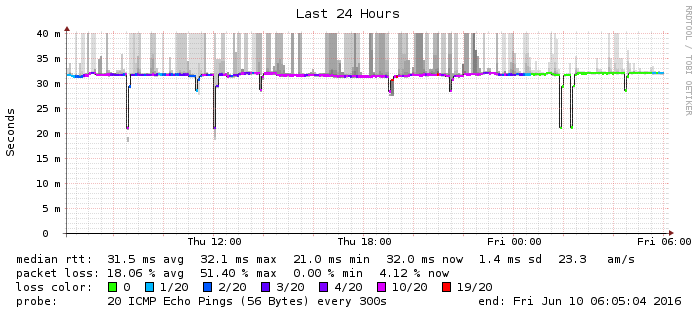 Last 24 Hours
RRDTOOL / TOBI OETIKER
Seconds
40 m
35 m
30 m
25 m
20 m
15 m
10 m
5 m
0
Thu 12:00 Thu 18:00 Fri 00:00 Fri 06:00
median rtt: 31.5 ms avg 32.1 ms max 21.0 ms min 32.0 ms now 1.4 ms sd 23.3 am/s
packet loss: 18.06 % avg 51.40 % max 0.00 % min 4.12 % now
loss color: 0 1/20 2/20 3/20 4/20 10/20 19/20
probe: 20 ICMP Echo Pings (56 Bytes) every 300s end: Fri Jun 10 06:05:04 2016